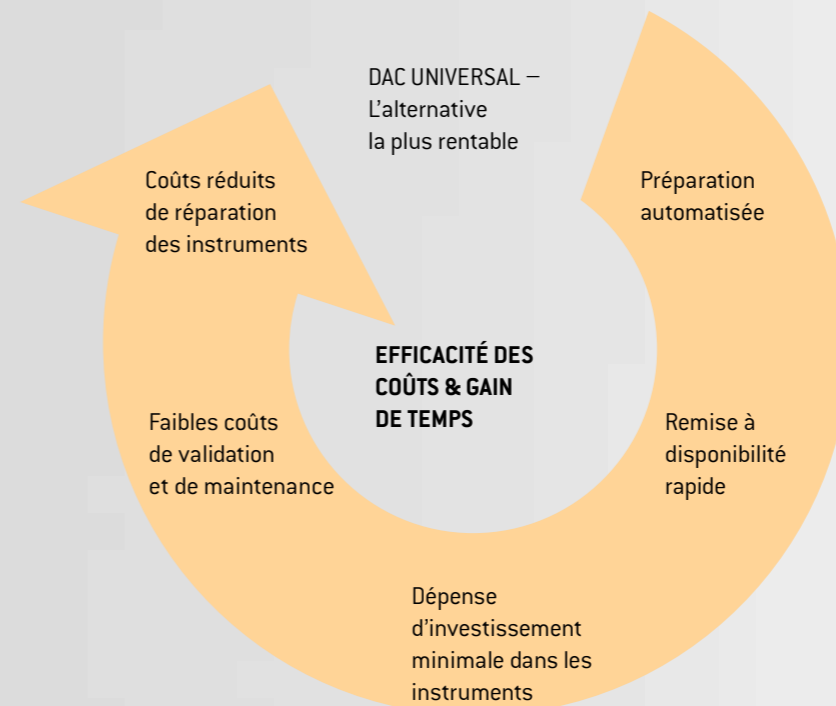 DAC UNIVERSAL –
L’alternative
la plus rentable
Préparation
automatisée
Remise à
disponibilité
rapide
Dépense
d’investissement
minimale dans les
instruments
Faibles coûts
de validation
et de maintenance
Coûts réduits
de réparation
des instruments
EFFICACITÉ DES
COÛTS & GAIN
DE TEMPS